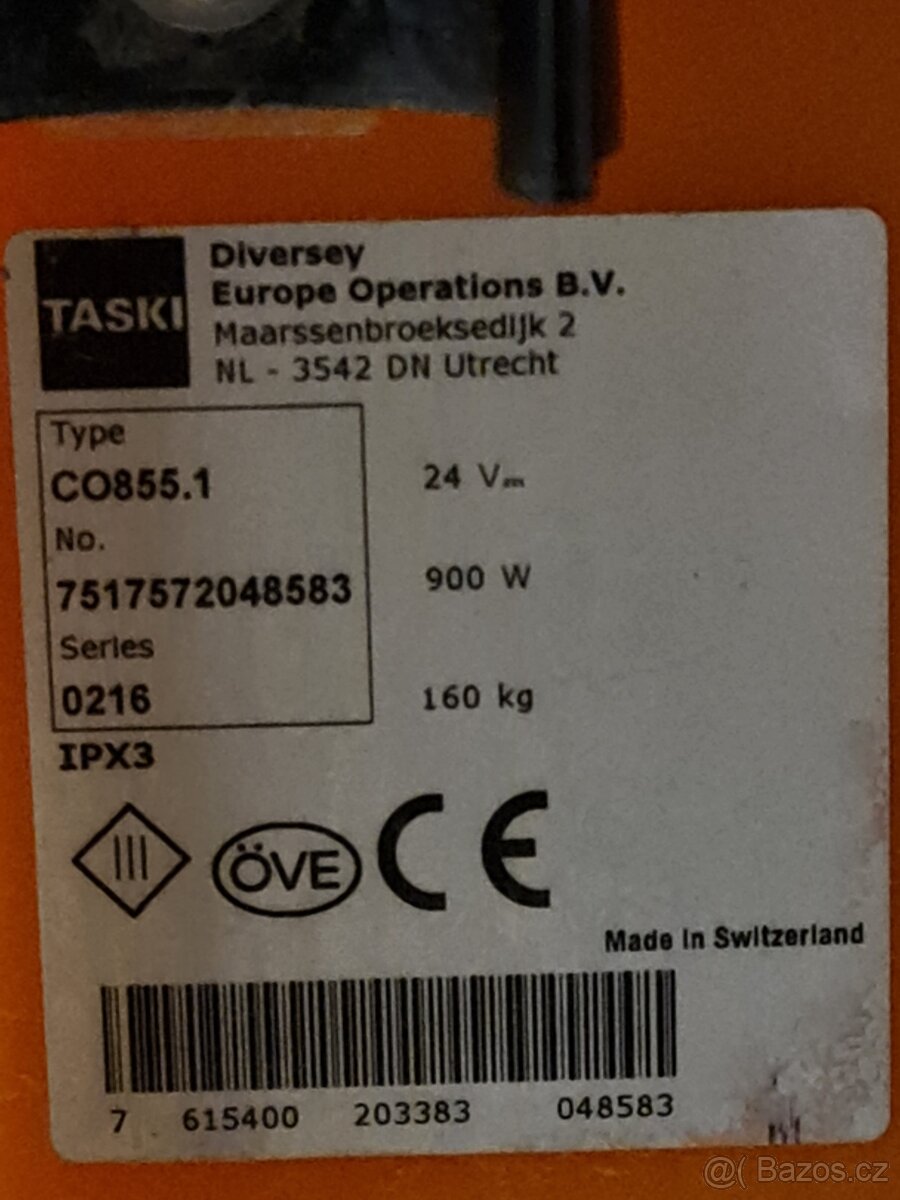 TASKI
Diversey
Europe Operations B.V.
Maarssenbroeksedijk 2
NL - 3542 DN Utrecht
Type
CO855.1
24 V
No.
7517572048583
900 W
Series
0216
160 kg
IPX3
III
ÖVE
CE
Made in Switzerland
7 615400 203383 048583
@( Bazos.cz